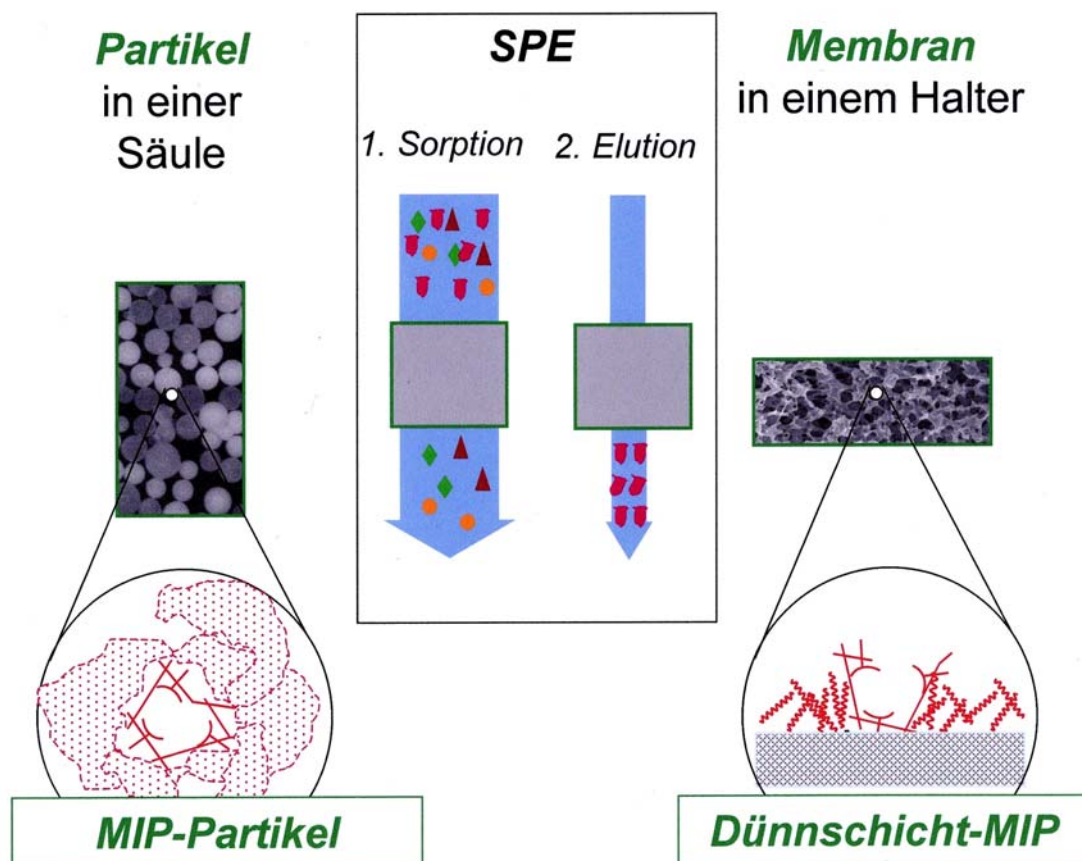 Partikel
in einer
Säule
SPE
1. Sorption
2. Elution
Membran
in einem Halter
MIP-Partikel
Dünnschicht-MIP